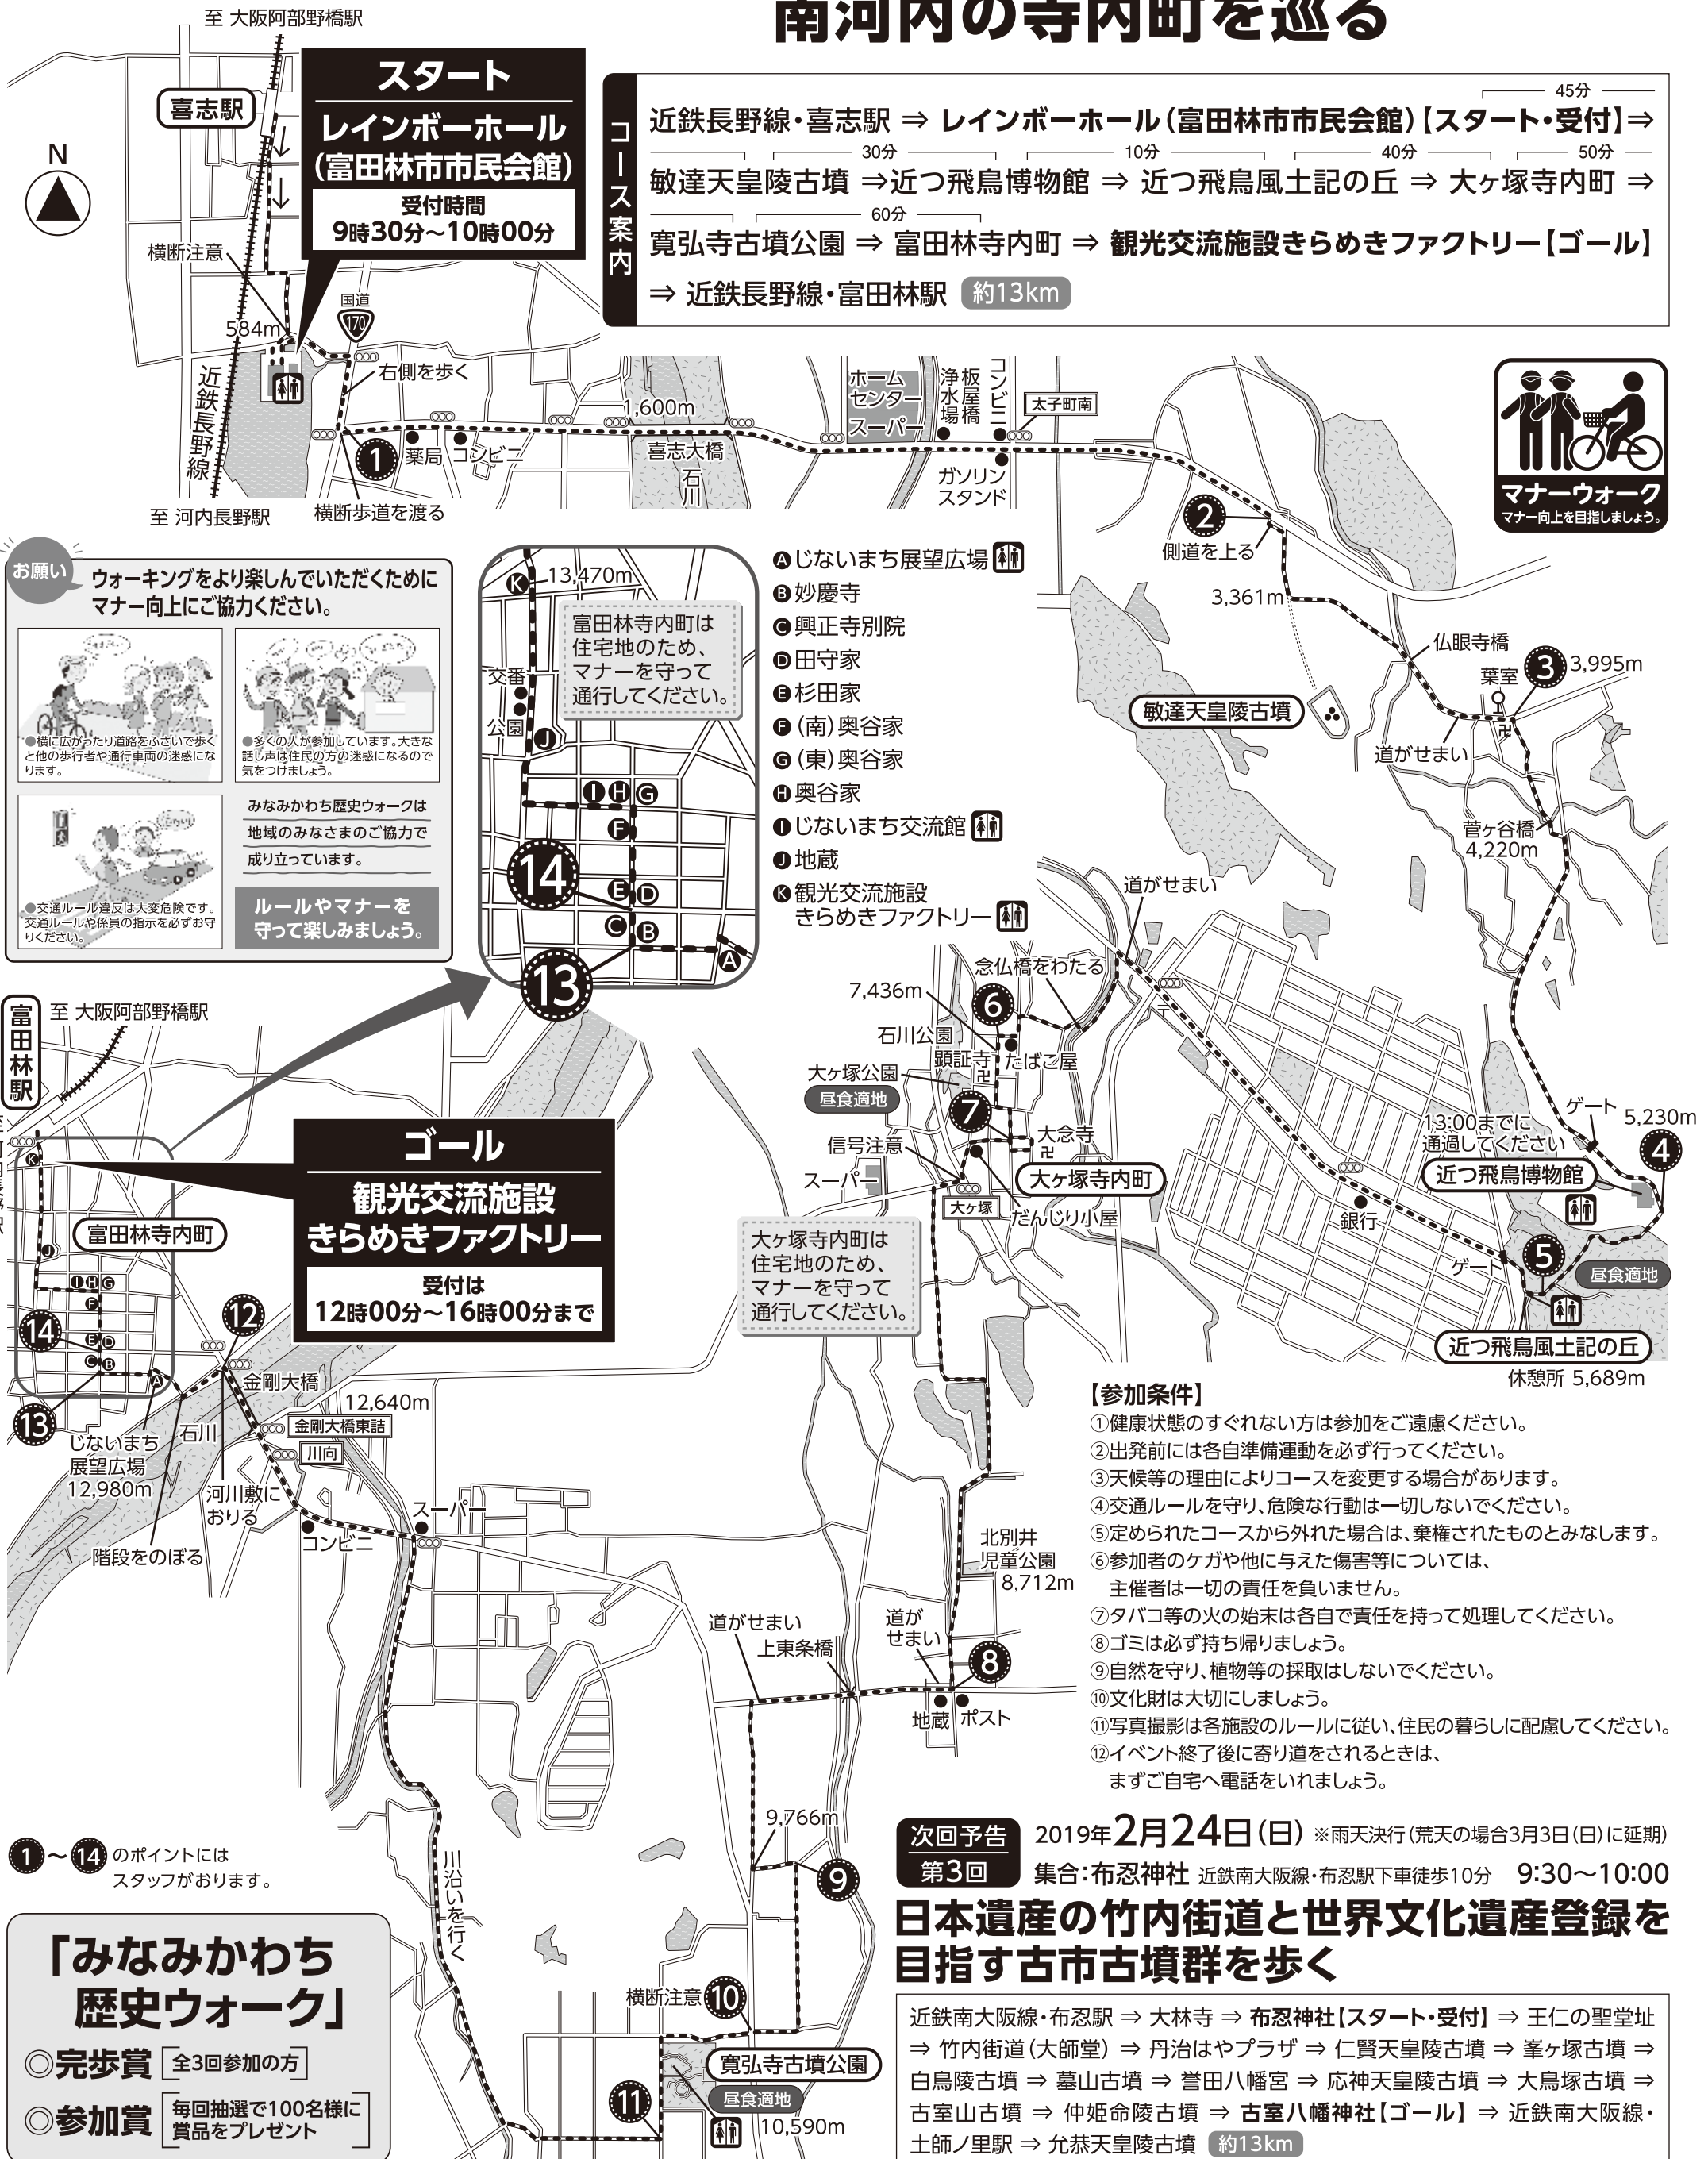 南河内の寺内町を巡る
至 大阪阿部野橋駅
喜志駅
スタート
レインボーホール
(富田林市市民会館)
受付時間
9時30分～10時00分
N
横断注意
584m
国道
170
近鉄長野線
右側を歩く
至 河内長野駅
コース案内
45分
近鉄長野線・喜志駅 ⇒ レインボーホール(富田林市市民会館)【スタート・受付】⇒
30分 10分 40分 50分
敏達天皇陵古墳 ⇒近つ飛鳥博物館 ⇒ 近つ飛鳥風土記の丘 ⇒ 大ヶ塚寺内町 ⇒
60分
寛弘寺古墳公園 ⇒ 富田林寺内町 ⇒ 観光交流施設きらめきファクトリー【ゴール】
⇒ 近鉄長野線・富田林駅 約13km
1
薬局
コンビニ
横断歩道を渡る
1,600m
喜志大橋
石川
ホーム
センター
スーパー
浄水場
板屋橋
コンビニ
太子町南
ガソリン
スタンド
マナーウォーク
マナー向上を目指しましょう。
2
側道を上る
3,361m
仏眼寺橋
葉室
3
3,995m
敏達天皇陵古墳
道がせまい
菅ヶ谷橋
4,220m
お願い
ウォーキングをより楽しんでいただくために
マナー向上にご協力ください。
●横に広がったり道路をふさいで歩く
と他の歩行者や通行車両の迷惑にな
ります。
●多くの人が参加しています。大きな
話し声は住民の方の迷惑になるので
気をつけましょう。
●交通ルール違反は大変危険です。
交通ルールや係員の指示を必ずお守
りください。
みなみかわち歴史ウォークは
地域のみなさまのご協力で
成り立っています。
ルールやマナーを
守って楽しみましょう。
K
13,470m
富田林寺内町は
住宅地のため、
マナーを守って
通行してください。
交番
公園
J
I H G
F
14
E D
C B
A
13
A じないまち展望広場
B 妙慶寺
C 興正寺別院
D 田守家
E 杉田家
F (南)奥谷家
G (東)奥谷家
H 奥谷家
I じないまち交流館
J 地蔵
K 観光交流施設
きらめきファクトリー
道がせまい
念仏橋をわたる
7,436m
6
石川公園
顕証寺
たばこ屋
大ヶ塚公園
昼食適地
7
大念寺
信号注意
スーパー
大ヶ塚寺内町
大ヶ塚
だんじり小屋
大ヶ塚寺内町は
住宅地のため、
マナーを守って
通行してください。
〒
銀行
ゲート
5,230m
13:00までに
通過してください
4
近つ飛鳥博物館
ゲート
5
昼食適地
近つ飛鳥風土記の丘
休憩所 5,689m
富田林駅
至 大阪阿部野橋駅
ゴール
観光交流施設
きらめきファクトリー
受付は
12時00分～16時00分まで
K
富田林寺内町
J
I H G
F
14
E D
C B
A
13
12
金剛大橋
12,640m
金剛大橋東詰
川向
石川
じないまち
展望広場
12,980m
河川敷に
おりる
階段をのぼる
コンビニ
スーパー
北別井
児童公園
8,712m
道がせまい
上東条橋
道が
せまい
8
地蔵
ポスト
9,766m
9
川沿いを行く
横断注意
10
寛弘寺古墳公園
昼食適地
11
10,590m
【参加条件】
①健康状態のすぐれない方は参加をご遠慮ください。
②出発前には各自準備運動を必ず行ってください。
③天候等の理由によりコースを変更する場合があります。
④交通ルールを守り、危険な行動は一切しないでください。
⑤定められたコースから外れた場合は、棄権されたものとみなします。
⑥参加者のケガや他に与えた傷害等については、
主催者は一切の責任を負いません。
⑦タバコ等の火の始末は各自で責任を持って処理してください。
⑧ゴミは必ず持ち帰りましょう。
⑨自然を守り、植物等の採取はしないでください。
⑩文化財は大切にしましょう。
⑪写真撮影は各施設のルールに従い、住民の暮らしに配慮してください。
⑫イベント終了後に寄り道をされるときは、
まずご自宅へ電話をいれましょう。
1～14のポイントには
スタッフがおります。
「みなみかわち
歴史ウォーク」
◎完歩賞［全3回参加の方］
◎参加賞［毎回抽選で100名様に
賞品をプレゼント］
次回予告
第3回
2019年2月24日(日) ※雨天決行(荒天の場合3月3日(日)に延期)
集合:布忍神社 近鉄南大阪線・布忍駅下車徒歩10分 9:30～10:00
日本遺産の竹内街道と世界文化遺産登録を
目指す古市古墳群を歩く
近鉄南大阪線・布忍駅 ⇒ 大林寺 ⇒ 布忍神社【スタート・受付】 ⇒ 王仁の聖堂址
⇒ 竹内街道(大師堂) ⇒ 丹治はやプラザ ⇒ 仁賢天皇陵古墳 ⇒ 峯ヶ塚古墳 ⇒
白鳥陵古墳 ⇒ 墓山古墳 ⇒ 誉田八幡宮 ⇒ 応神天皇陵古墳 ⇒ 大鳥塚古墳 ⇒
古室山古墳 ⇒ 仲姫命陵古墳 ⇒ 古室八幡神社【ゴール】 ⇒ 近鉄南大阪線・
土師ノ里駅 ⇒ 允恭天皇陵古墳 約13km